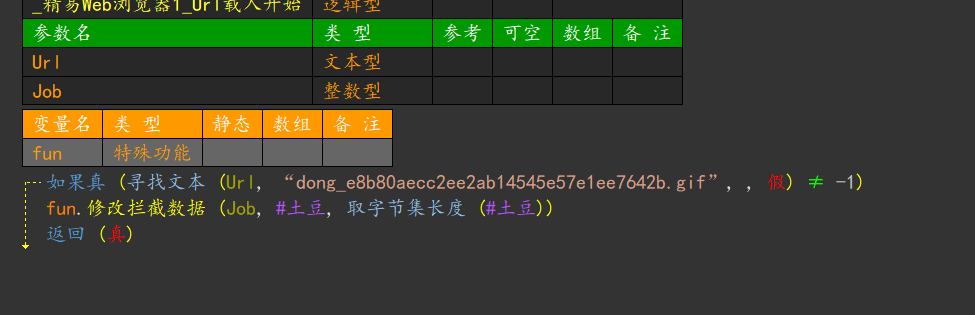 _精易Web浏览器1_Url载入开始 逻辑型
参数名 类 型 参考 可空 数组 备 注
Url 文本型
Job 整数型
变量名 类 型 静态 数组 备 注
fun 特殊功能
如果真 (寻找文本 (Url, “dong_e8b80aecc2ee2ab14545e57e1ee7642b.gif”, , 假) ≠ -1)
fun.修改拦截数据 (Job, #土豆, 取字节集长度 (#土豆))
返回 (真)